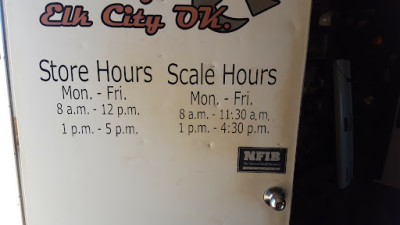 Elk City OK.
Store Hours
Mon. - Fri.
8 a.m. - 12 p.m.
1 p.m. - 5 p.m.
Scale Hours
Mon. - Fri.
8 a.m. - 11:30 a.m.
1 p.m. - 4:30 p.m.
NFIB